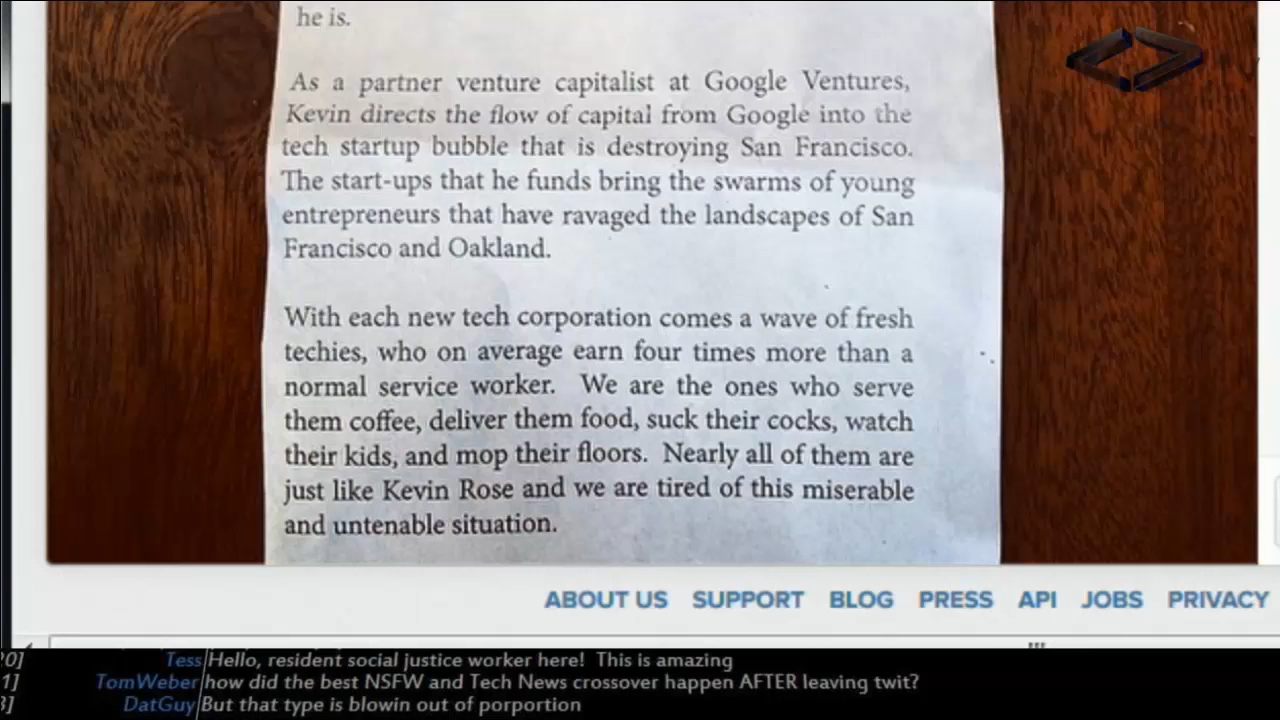 he is.
As a partner venture capitalist at Google Ventures,
Kevin directs the flow of capital from Google into the
tech startup bubble that is destroying San Francisco.
The start-ups that he funds bring the swarms of young
entrepreneurs that have ravaged the landscapes of San
Francisco and Oakland.
With each new tech corporation comes a wave of fresh
techies, who on average earn four times more than a
normal service worker. We are the ones who serve
them coffee, deliver them food, suck their cocks, watch
their kids, and mop their floors. Nearly all of them are
just like Kevin Rose and we are tired of this miserable
and untenable situation.
ABOUT US SUPPORT BLOG PRESS API JOBS PRIVACY
0] Tess Hello, resident social justice worker here! This is amazing
1] TomWeber how did the best NSFW and Tech News crossover happen AFTER leaving twit?
] DatGuy But that type is blowin out of porportion